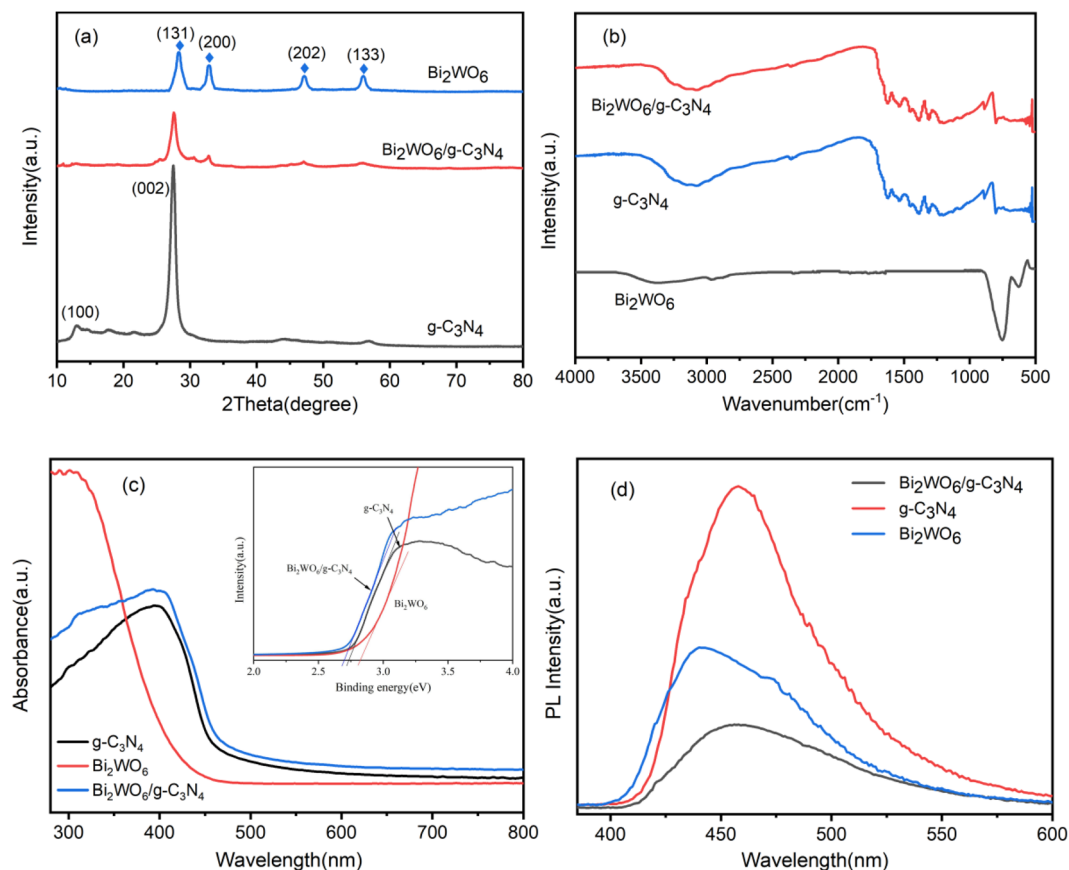 (a)
(131)
(200)
(202)
(133)
Bi2WO6
Bi2WO6/g-C3N4
(002)
(100)
g-C3N4
10 20 30 40 50 60 70 80
2Theta(degree)
Intensity(a.u.)
(b)
Bi2WO6/g-C3N4
g-C3N4
Bi2WO6
4000 3500 3000 2500 2000 1500 1000 500
Wavenumber(cm-1)
Intensity(a.u.)
(c)
g-C3N4
Bi2WO6/g-C3N4
Bi2WO6
2.0 2.5 3.0 3.5 4.0
Binding energy(eV)
Intensity(a.u.)
g-C3N4
Bi2WO6
Bi2WO6/g-C3N4
300 400 500 600 700 800
Wavelength(nm)
Absorbance(a.u.)
(d)
Bi2WO6/g-C3N4
g-C3N4
Bi2WO6
400 450 500 550 600
Wavelength(nm)
PL Intensity(a.u.)